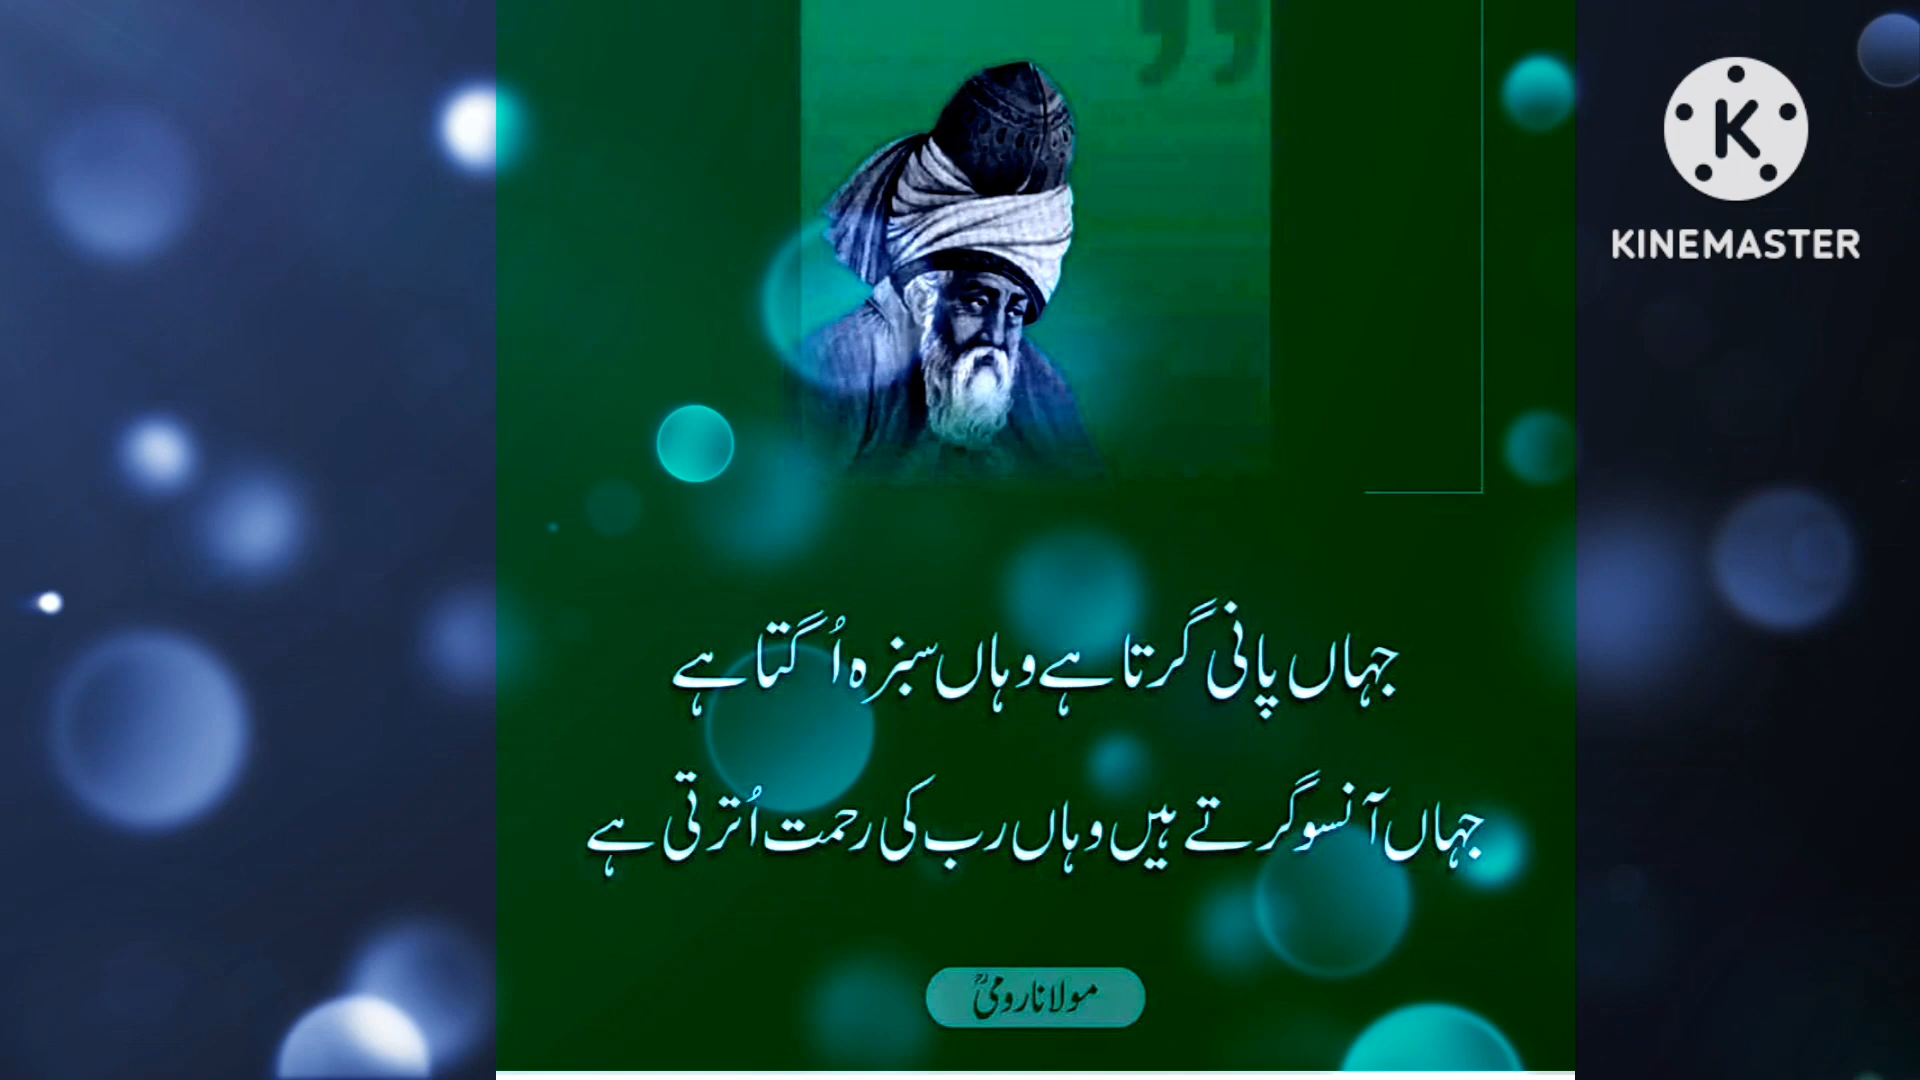 K
KINEMASTER
جہاں پانی گرتا ہے وہاں سبزہ اُگتا ہے
جہاں آنسو گرتے ہیں وہاں رب کی رحمت اُترتی ہے
مولانا رومیؒ